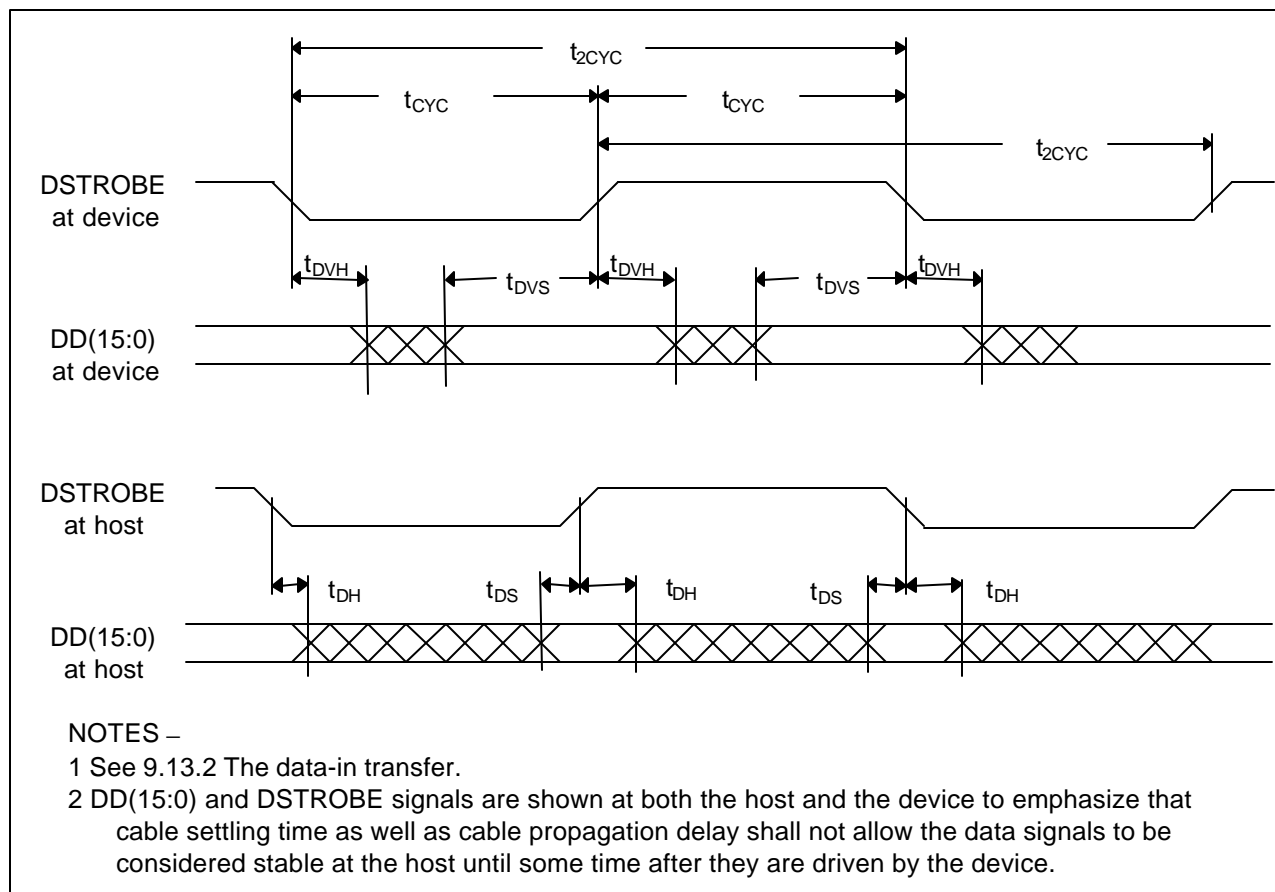 t2CYC
tCYC tCYC
t2CYC
DSTROBE
at device
tDVH tDVS tDVH tDVS tDVH
DD(15:0)
at device
DSTROBE
at host
tDH tDS tDH tDS tDH
DD(15:0)
at host
NOTES –
1 See 9.13.2 The data-in transfer.
2 DD(15:0) and DSTROBE signals are shown at both the host and the device to emphasize that
cable settling time as well as cable propagation delay shall not allow the data signals to be
considered stable at the host until some time after they are driven by the device.